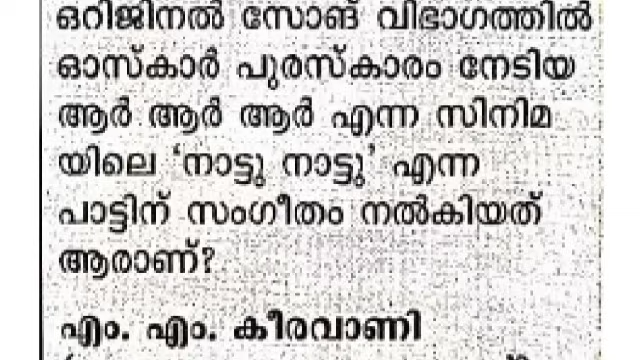 ഒറിജിനൽ സോങ് വിഭാഗത്തിൽ
ഓസ്കാർ പുരസ്കാരം നേടിയ
ആർ ആർ ആർ എന്ന സിനിമ
യിലെ ‘നാട്ടു നാട്ടു’ എന്ന
പാട്ടിന് സംഗീതം നൽകിയത്
ആരാണ്?
എം. എം. കീരവാണി